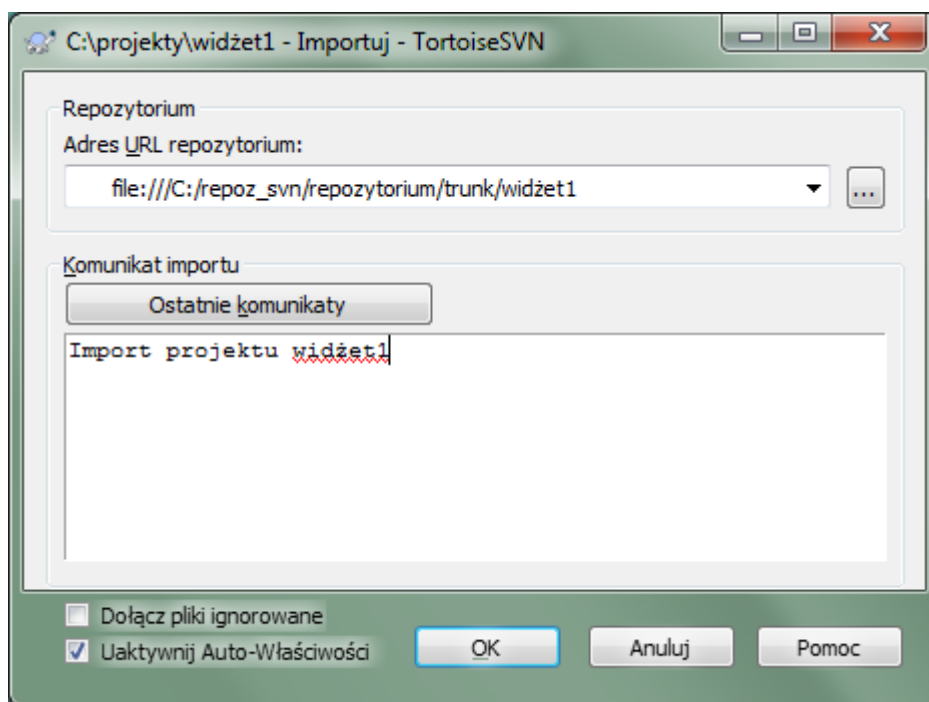 C:\projekty\widżet1 - Importuj - TortoiseSVN
Repozytorium
Adres URL repozytorium:
file:///C:/repoz_svn/repozytorium/trunk/widżet1
...
Komunikat importu
Ostatnie komunikaty
Import projektu widżet1
Dołącz pliki ignorowane
Uaktywnij Auto-Właściwości
OK
Anuluj
Pomoc